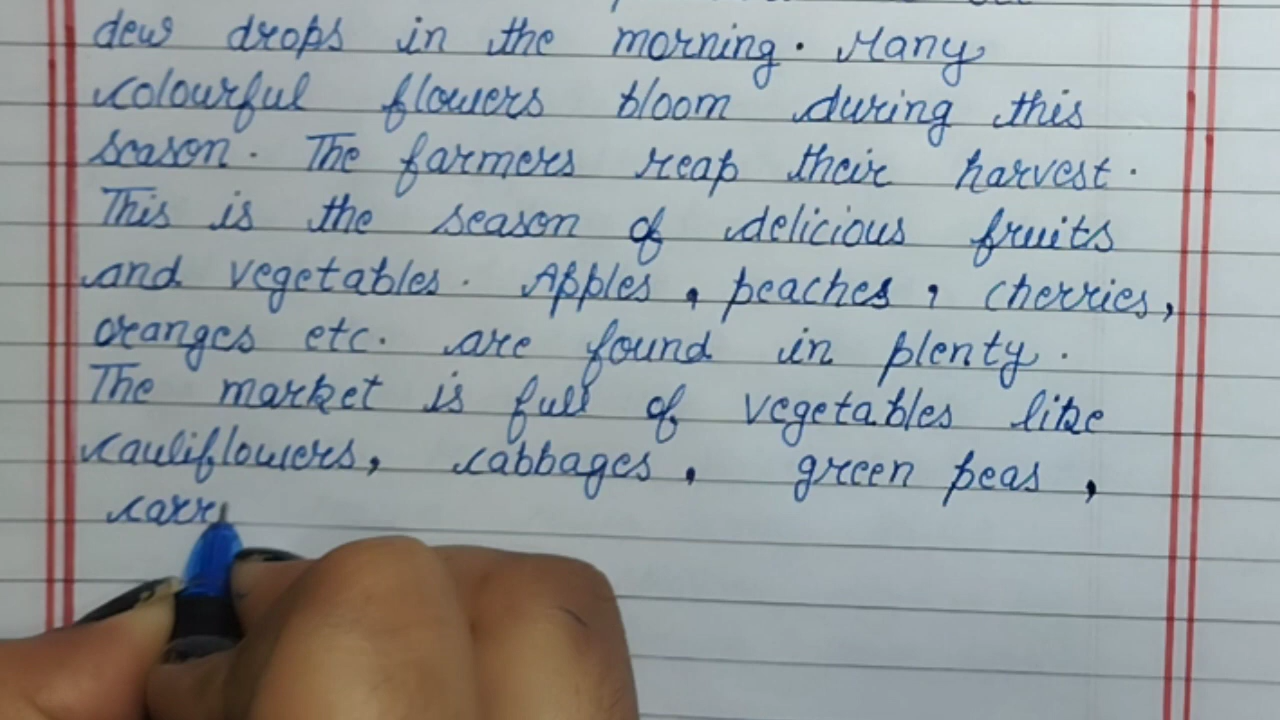 dew drops in the morning. Many
colourful flowers bloom during this
season. The farmers reap their harvest.
This is the season of delicious fruits
and vegetables. Apples, peaches, cherries,
oranges etc. are found in plenty.
The market is full of vegetables like
cauliflowers, cabbages, green peas,
carr